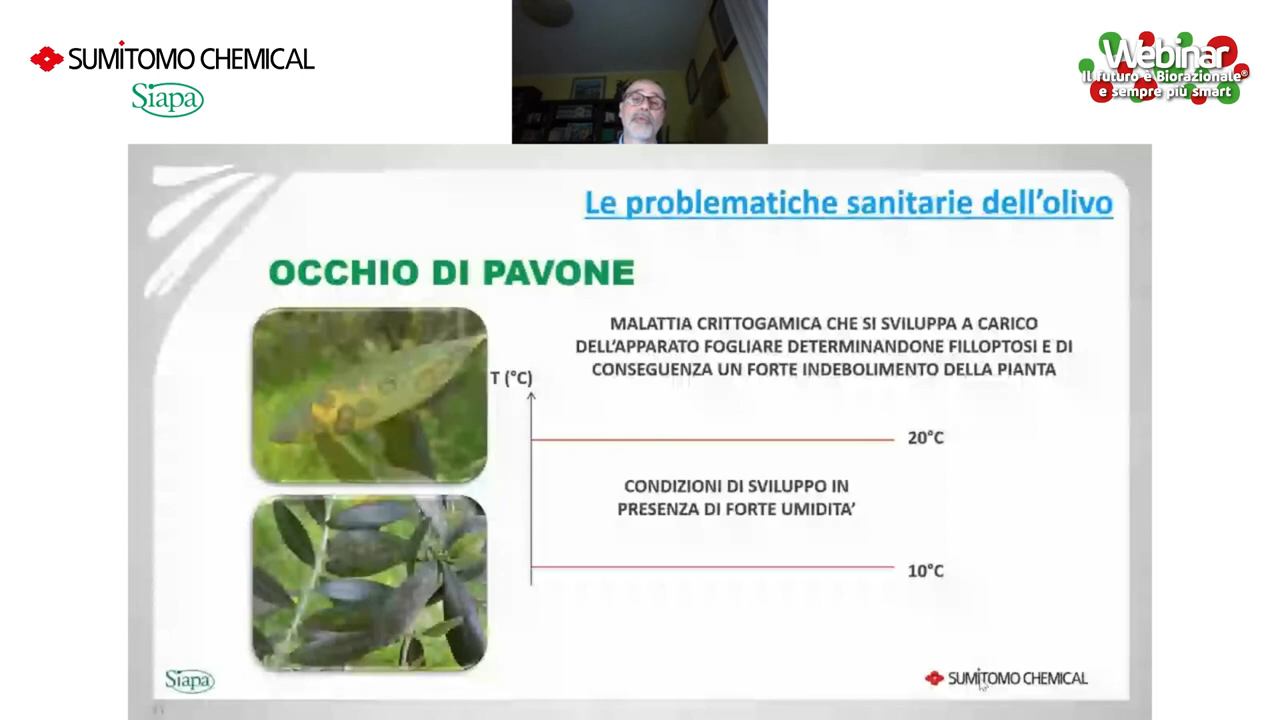 SUMITOMO CHEMICAL
Siapa
Webinar
Il futuro è Biorazionale®
e sempre più smart
Le problematiche sanitarie dell'olivo
OCCHIO DI PAVONE
MALATTIA CRITTOGAMICA CHE SI SVILUPPA A CARICO
DELL'APPARATO FOGLIARE DETERMINANDONE FILLOPTOSI E DI
CONSEGUENZA UN FORTE INDEBOLIMENTO DELLA PIANTA
T (°C)
20°C
CONDIZIONI DI SVILUPPO IN
PRESENZA DI FORTE UMIDITA'
10°C
Siapa
SUMITOMO CHEMICAL